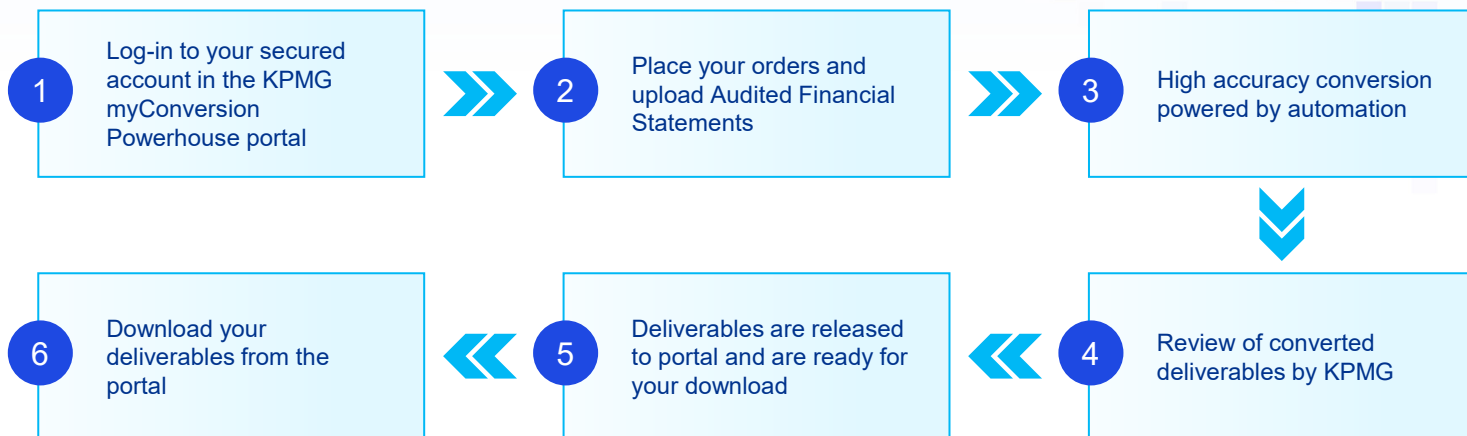 1
Log-in to your secured
account in the KPMG
myConversion
Powerhouse portal
2
Place your orders and
upload Audited Financial
Statements
3
High accuracy conversion
powered by automation
4
Review of converted
deliverables by KPMG
5
Deliverables are released
to portal and are ready for
your download
6
Download your
deliverables from the
portal